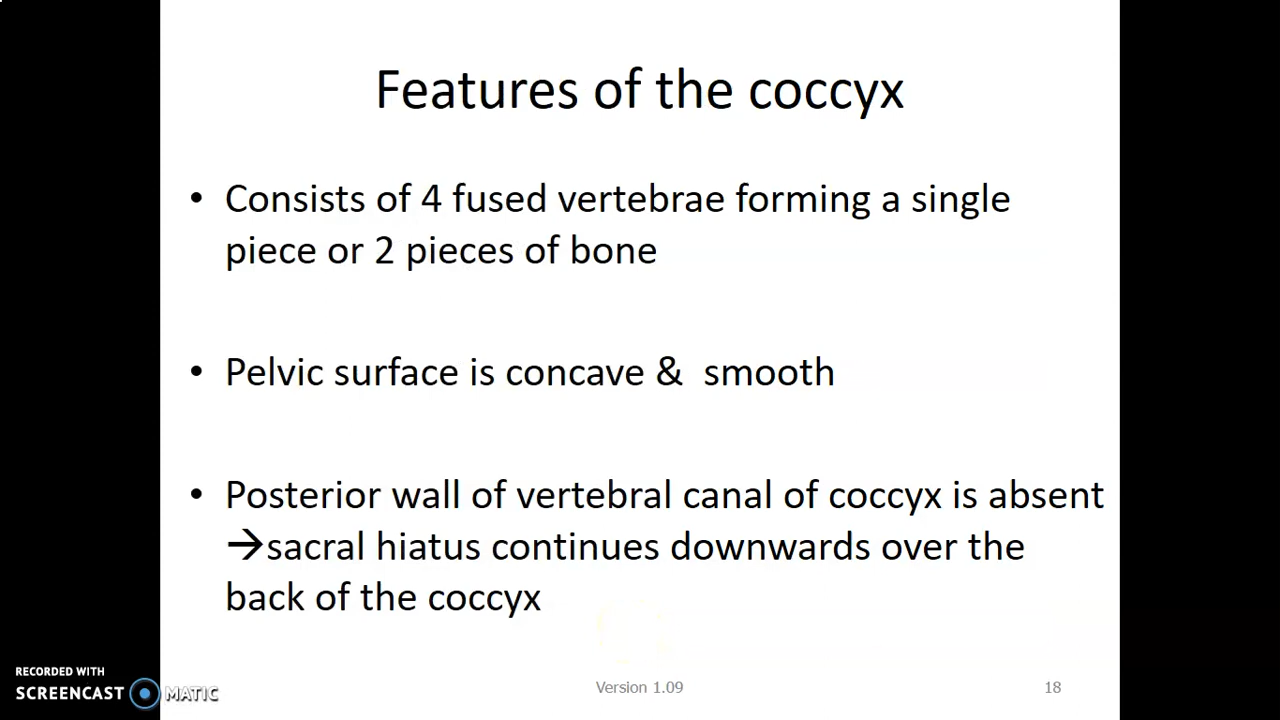 Features of the coccyx
• Consists of 4 fused vertebrae forming a single
piece or 2 pieces of bone
• Pelvic surface is concave &  smooth
• Posterior wall of vertebral canal of coccyx is absent
→sacral hiatus continues downwards over the
back of the coccyx
RECORDED WITH
SCREENCAST MATIC
Version 1.09
18